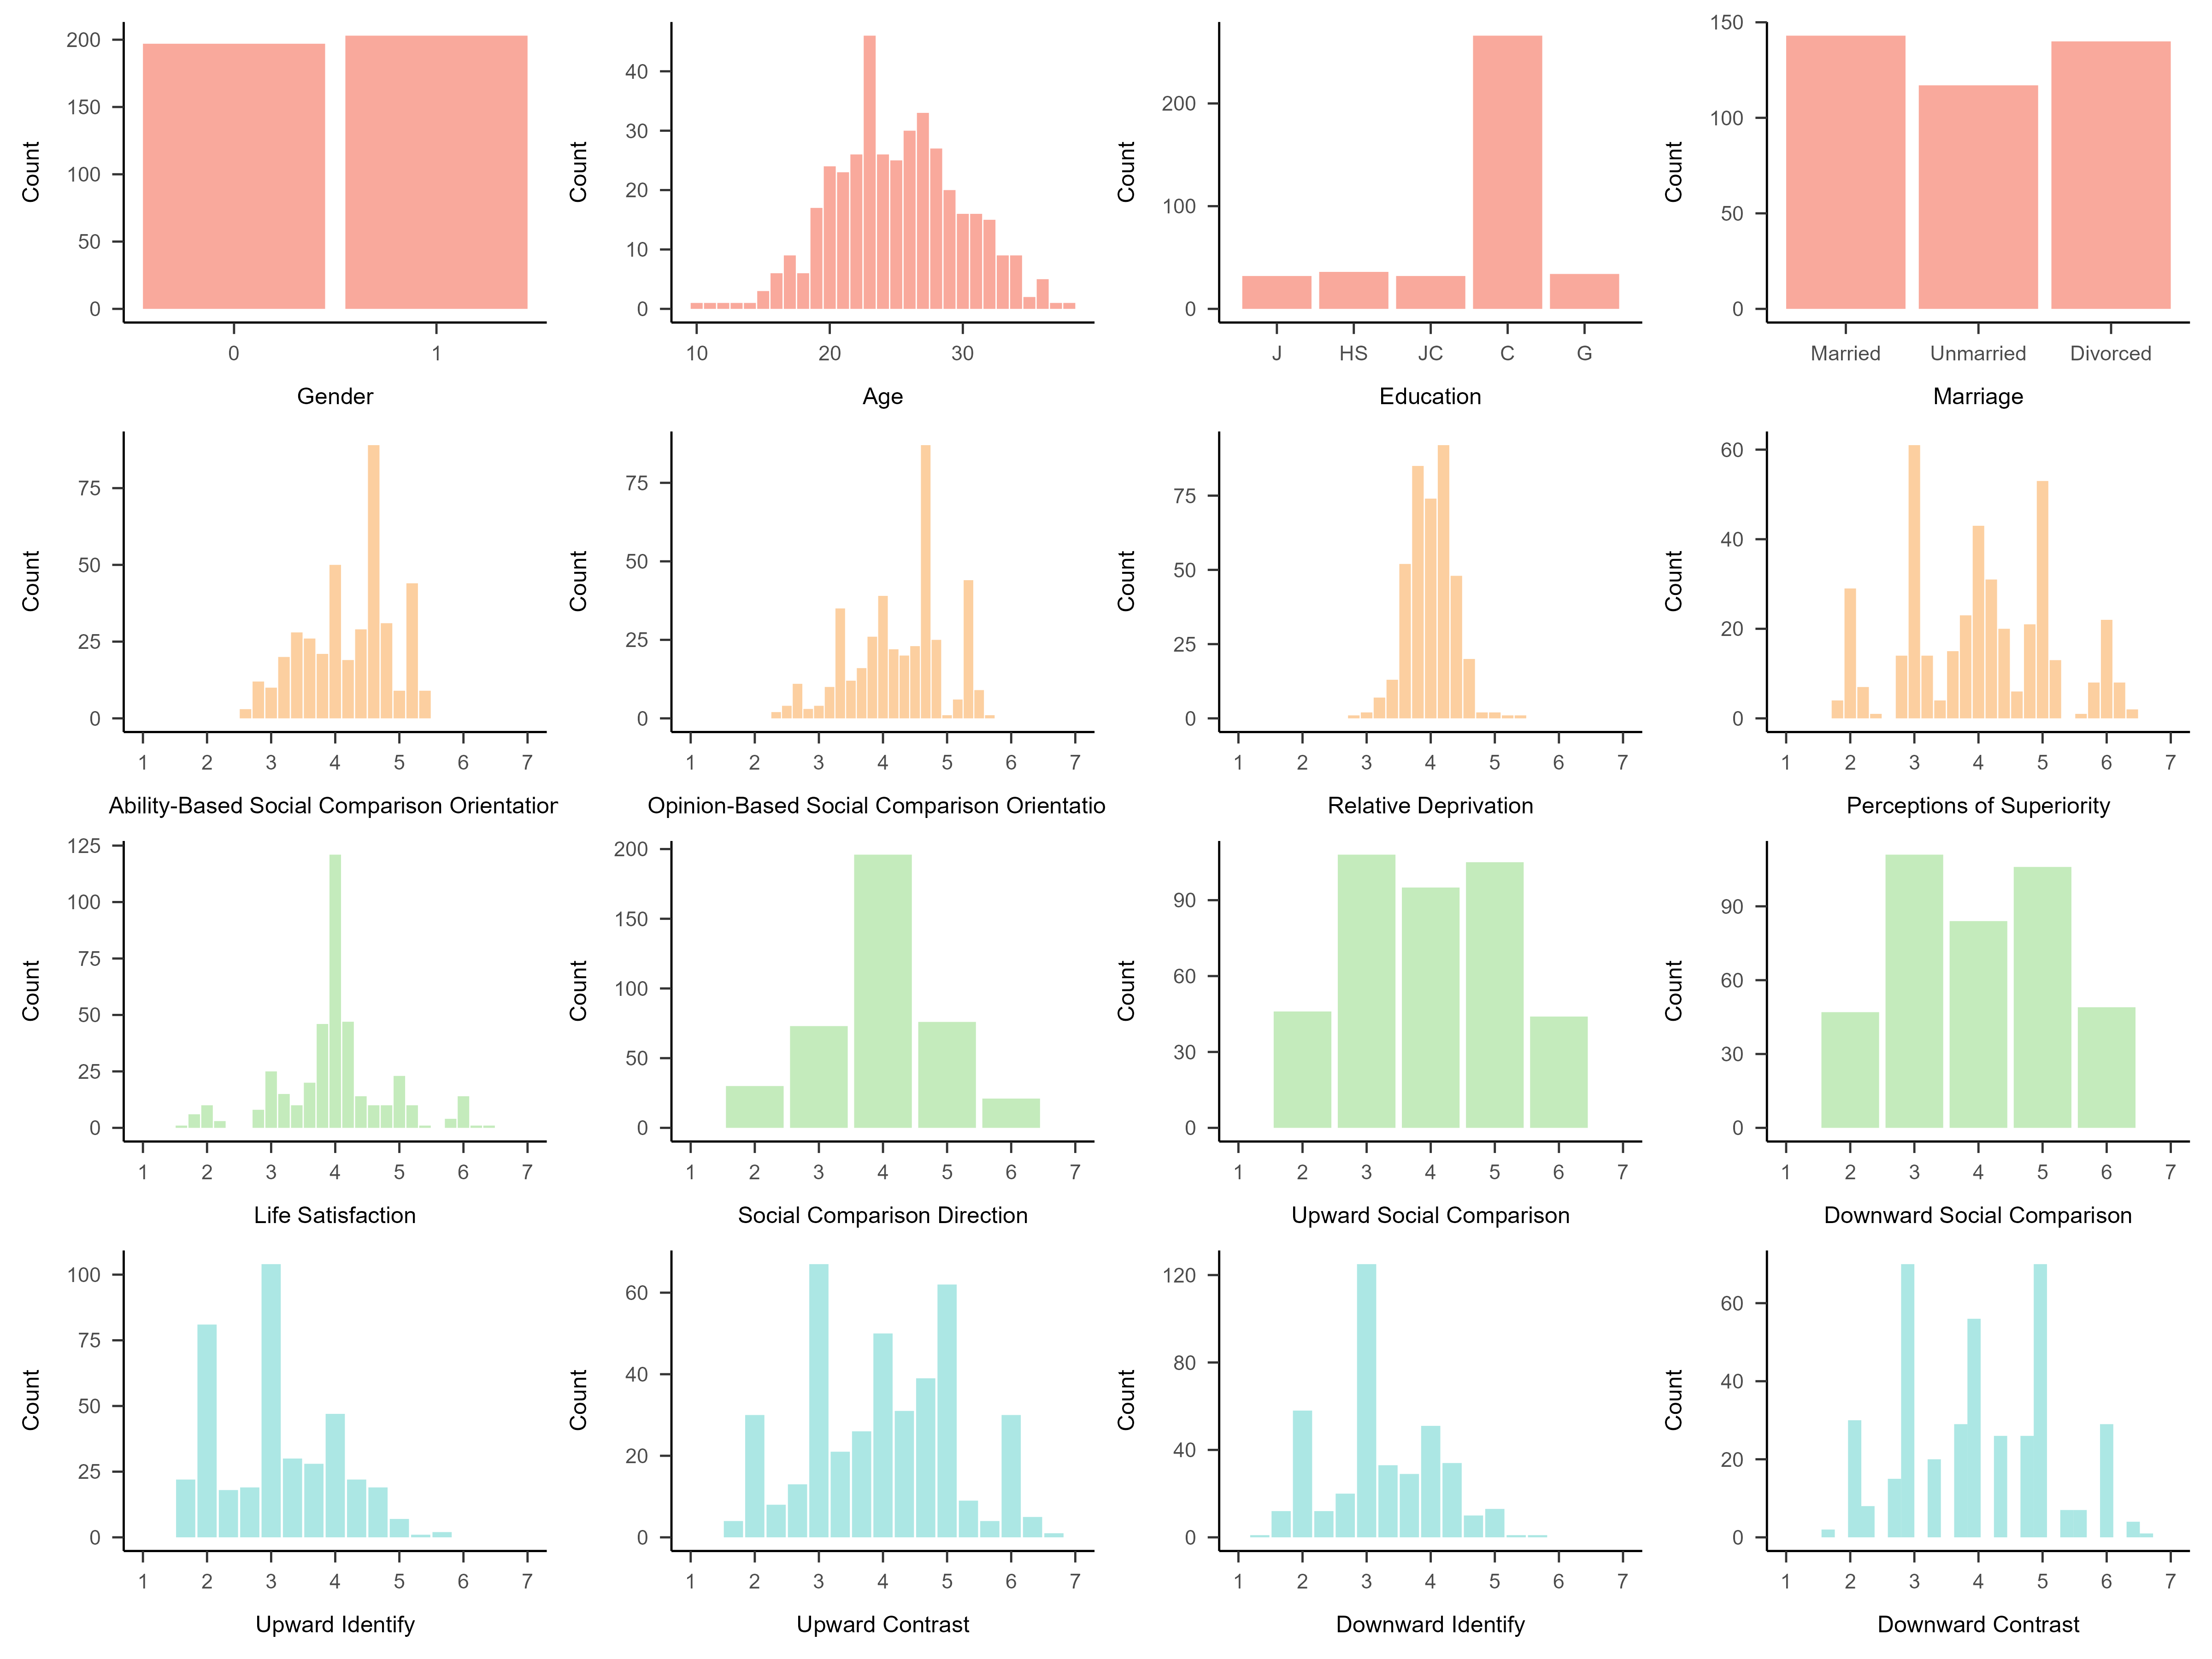 200
150
100
50
0
Count
0 1
Gender
40
30
20
10
0
Count
10 20 30
Age
200
100
0
Count
J HS JC C G
Education
150
100
50
0
Count
Married Unmarried Divorced
Marriage
75
50
25
0
Count
1 2 3 4 5 6 7
Ability-Based Social Comparison Orientation
75
50
25
0
Count
1 2 3 4 5 6 7
Opinion-Based Social Comparison Orientatio
75
50
25
0
Count
1 2 3 4 5 6 7
Relative Deprivation
60
40
20
0
Count
1 2 3 4 5 6 7
Perceptions of Superiority
125
100
75
50
25
0
Count
1 2 3 4 5 6 7
Life Satisfaction
200
150
100
50
0
Count
1 2 3 4 5 6 7
Social Comparison Direction
90
60
30
0
Count
1 2 3 4 5 6 7
Upward Social Comparison
90
60
30
0
Count
1 2 3 4 5 6 7
Downward Social Comparison
100
75
50
25
0
Count
1 2 3 4 5 6 7
Upward Identify
60
40
20
0
Count
1 2 3 4 5 6 7
Upward Contrast
120
80
40
0
Count
1 2 3 4 5 6 7
Downward Identify
60
40
20
0
Count
1 2 3 4 5 6 7
Downward Contrast